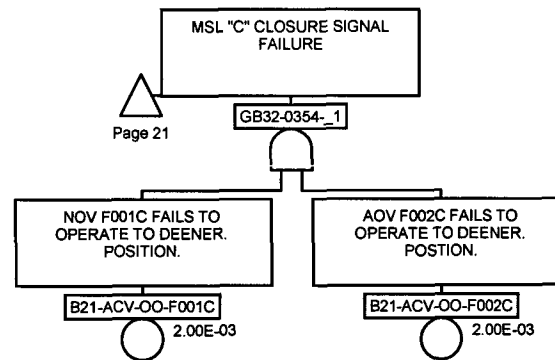 MSL "C" CLOSURE SIGNAL
FAILURE
Page 21
GB32-0354-_1
NOV F001C FAILS TO
OPERATE TO DEENER.
POSITION.
AOV F002C FAILS TO
OPERATE TO DEENER.
POSTION.
B21-ACV-OO-F001C
2.00E-03
B21-ACV-OO-F002C
2.00E-03